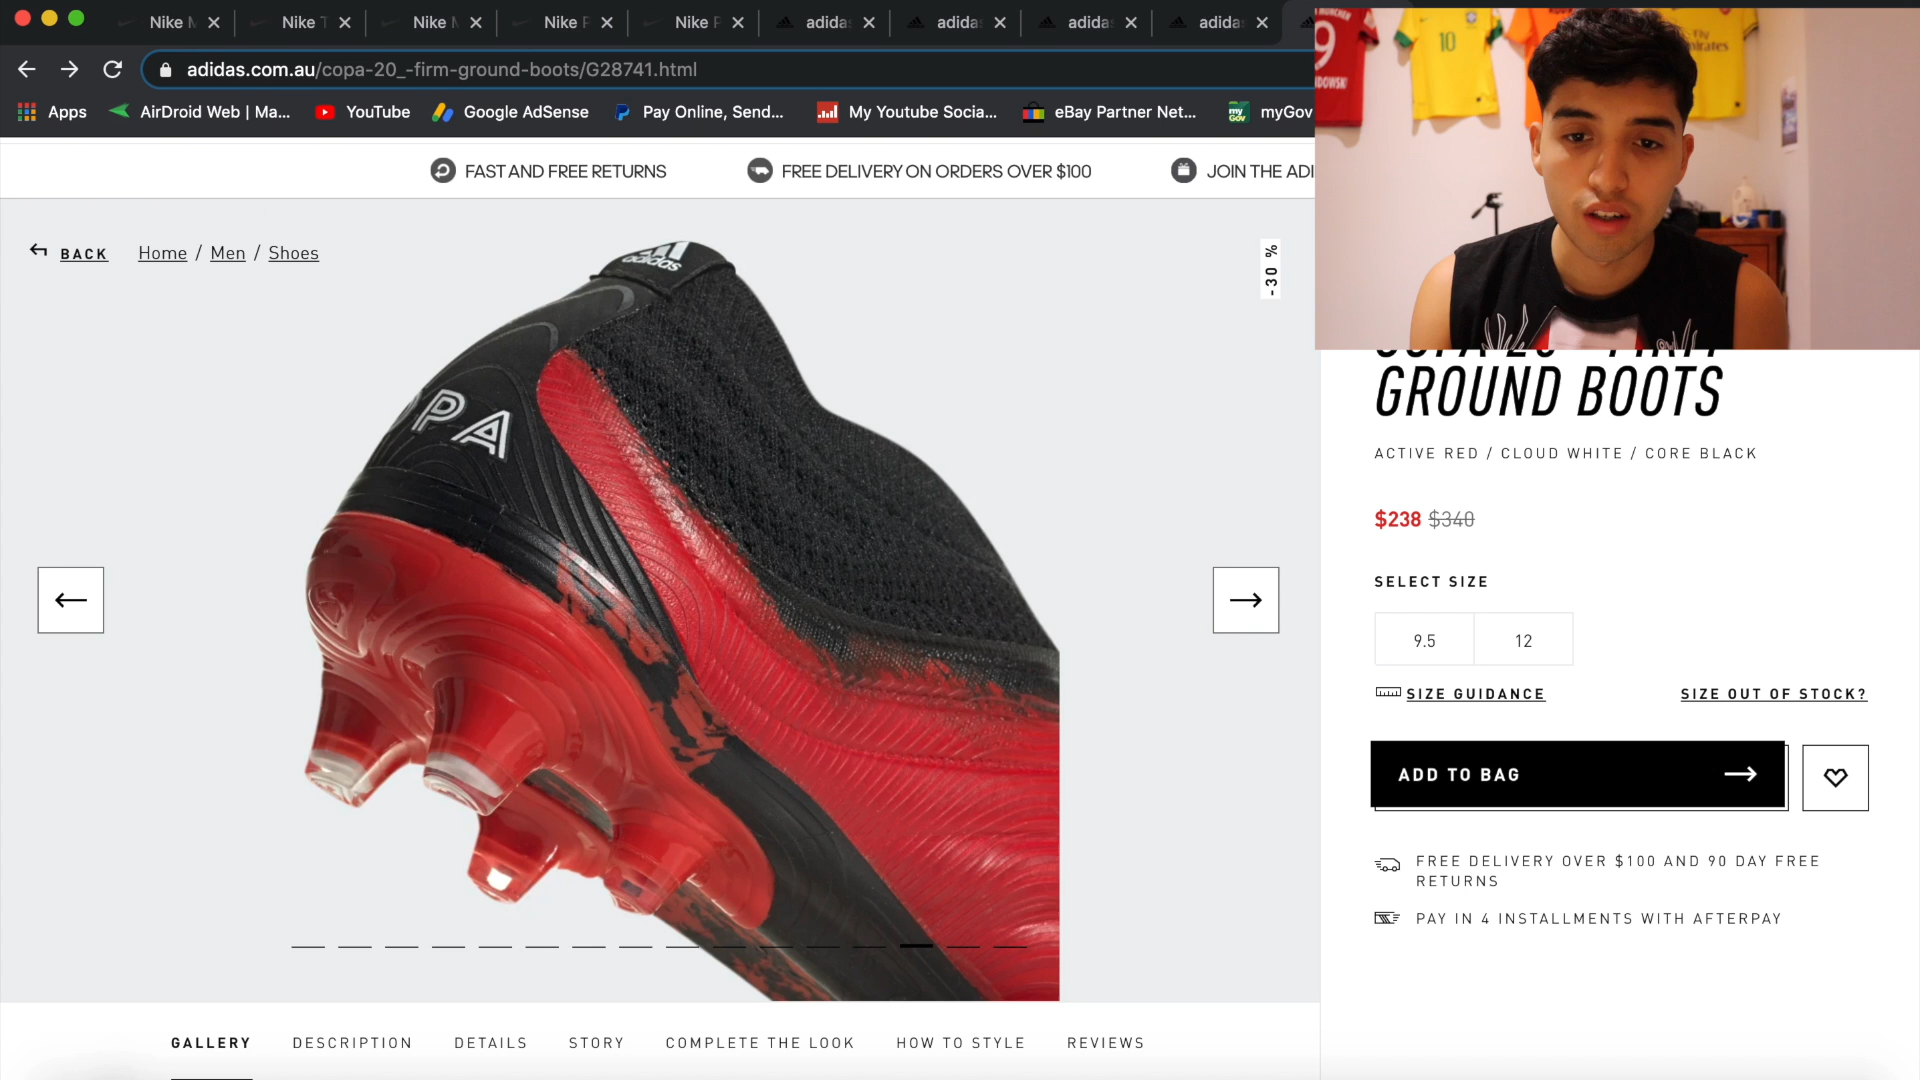 Nike M
Nike T
Nike M
Nike P
Nike P
adida
adida
adida
adida
adidas.com.au/copa-20_-firm-ground-boots/G28741.html
Apps
AirDroid Web | Ma...
YouTube
Google AdSense
Pay Online, Send...
My Youtube Socia...
eBay Partner Net...
my Gov
myGov
9
10
FAST AND FREE RETURNS
FREE DELIVERY ON ORDERS OVER $100
JOIN THE ADI
BACK
Home / Men / Shoes
-30 %
adidas
PA
GROUND BOOTS
ACTIVE RED / CLOUD WHITE / CORE BLACK
$238 $340
SELECT SIZE
9.5
12
SIZE GUIDANCE
SIZE OUT OF STOCK?
ADD TO BAG
FREE DELIVERY OVER $100 AND 90 DAY FREE
RETURNS
PAY IN 4 INSTALLMENTS WITH AFTERPAY
GALLERY
DESCRIPTION
DETAILS
STORY
COMPLETE THE LOOK
HOW TO STYLE
REVIEWS